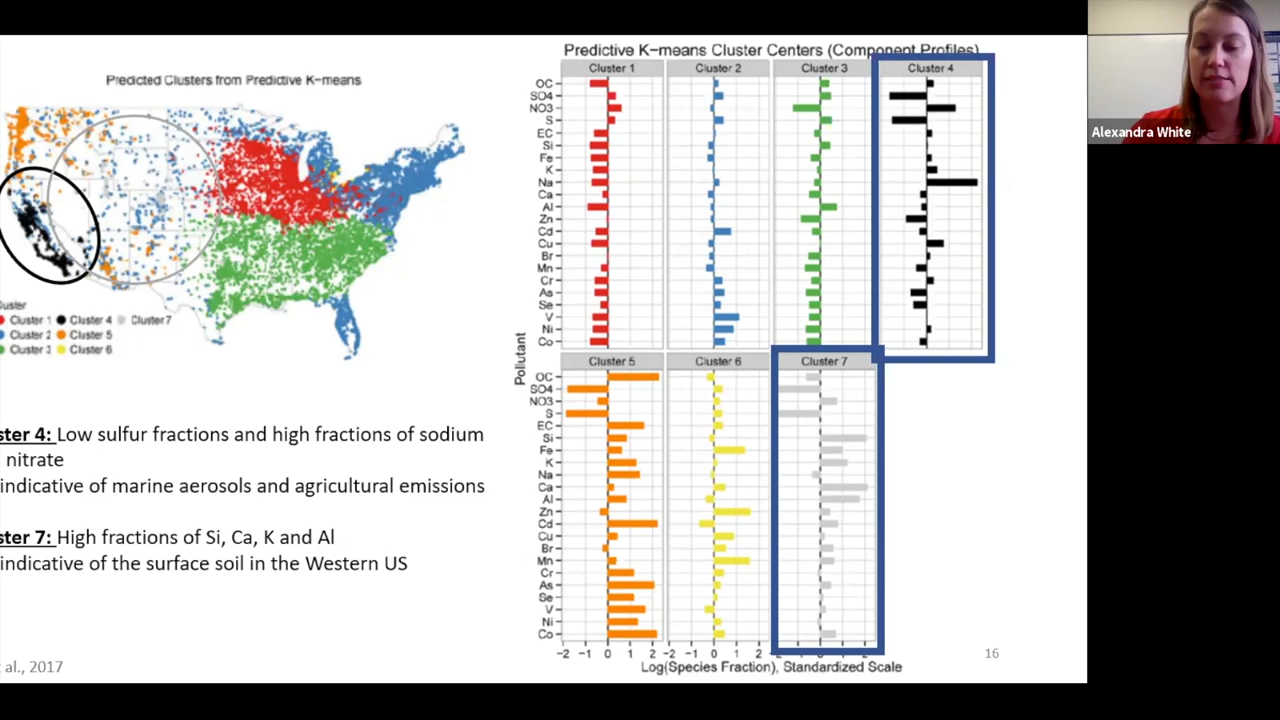 Predicted Clusters from Predictive K-means
Cluster 1
Cluster 4
Cluster 7
Cluster 2
Cluster 5
Cluster 3
Cluster 6
ster 4: Low sulfur fractions and high fractions of sodium
nitrate
indicative of marine aerosols and agricultural emissions
ster 7: High fractions of Si, Ca, K and Al
indicative of the surface soil in the Western US
al., 2017
Predictive K-means Cluster Centers (Component Profiles)
Cluster 1
Cluster 2
Cluster 3
Cluster 4
Pollutant
OC
SO4
NO3
S
EC
Si
Fe
K
Na
Ca
Al
Zn
Cd
Cu
Br
Mn
Cr
As
Se
V
Ni
Co
Cluster 5
Cluster 6
Cluster 7
OC
SO4
NO3
S
EC
Si
Fe
K
Na
Ca
Al
Zn
Cd
Cu
Br
Mn
Cr
As
Se
V
Ni
Co
−2 −1 0 1 2 −2 −1 0 1 2
Log(Species Fraction), Standardized Scale
16
Alexandra White